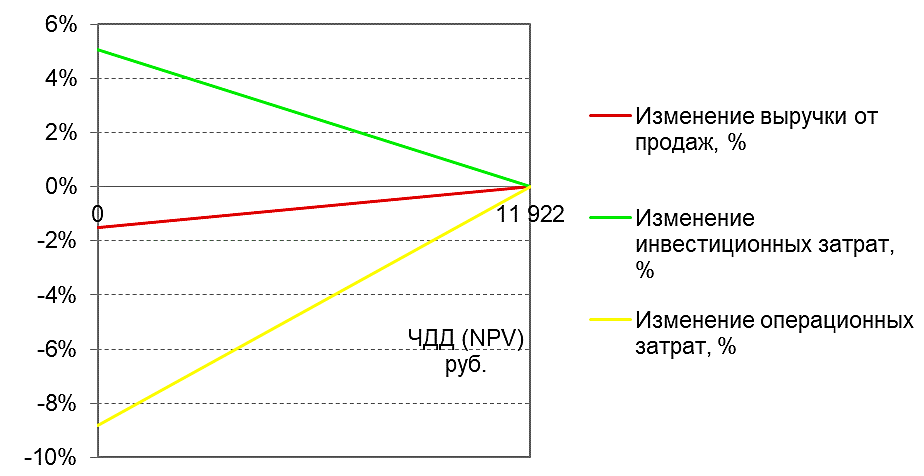 6%
4%
2%
0%
-2%
-4%
-6%
-8%
-10%
0
11 922
ЧДД (NPV)
руб.
Изменение выручки от
продаж, %
Изменение
инвестиционных затрат,
%
Изменение операционных
затрат, %